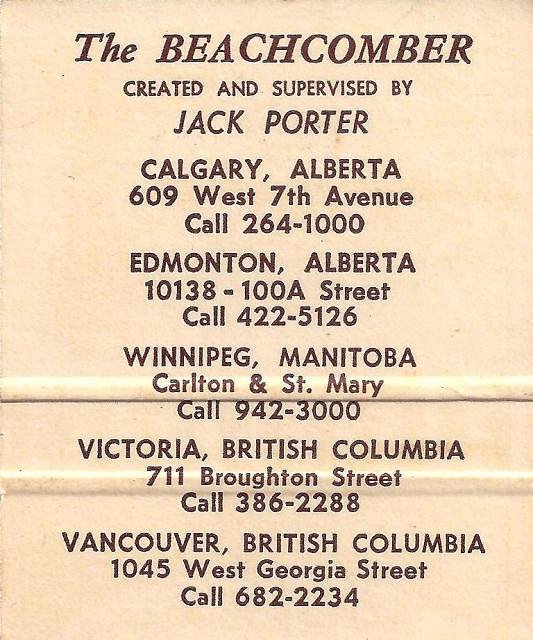 The BEACHCOMBER
CREATED AND SUPERVISED BY
JACK PORTER
CALGARY, ALBERTA
609 West 7th Avenue
Call 264-1000
EDMONTON, ALBERTA
10138 - 100A Street
Call 422-5126
WINNIPEG, MANITOBA
Carlton & St. Mary
Call 942-3000
VICTORIA, BRITISH COLUMBIA
711 Broughton Street
Call 386-2288
VANCOUVER, BRITISH COLUMBIA
1045 West Georgia Street
Call 682-2234